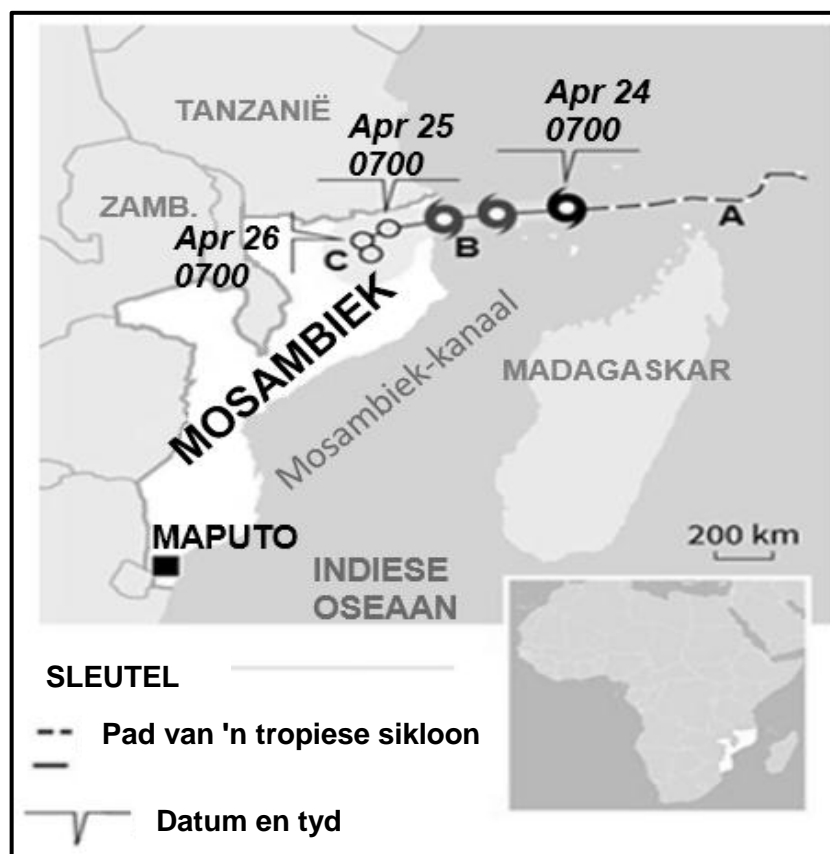 TANZANIË
Apr 24
0700
Apr 25
0700
ZAMB.
A
Apr 26
0700
B
C
MOSAMBIEK
Mosambiek-kanaal
MADAGASKAR
MAPUTO
200 km
INDIESE
OSEAAN
SLEUTEL
Pad van 'n tropiese sikloon
Datum en tyd